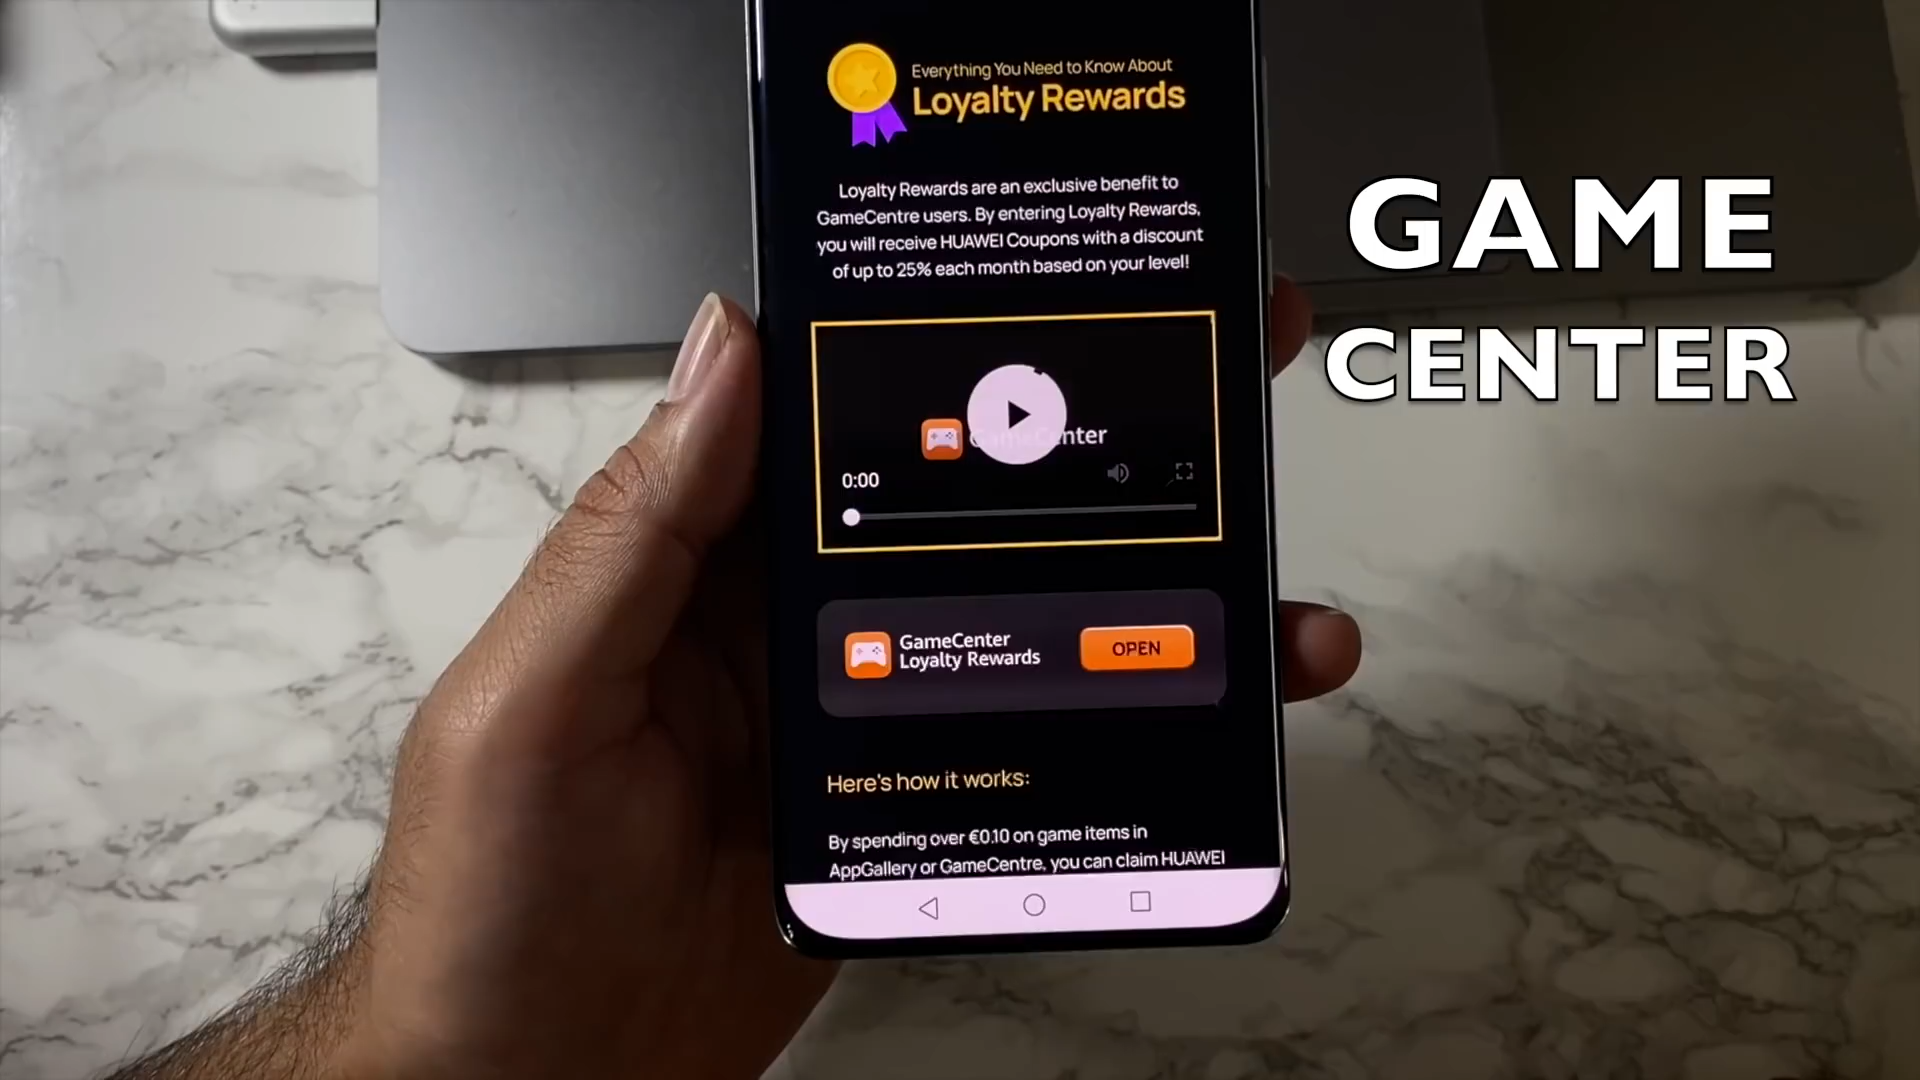 Everything You Need to Know About
Loyalty Rewards
Loyalty Rewards are an exclusive benefit to
GameCentre users. By entering Loyalty Rewards,
you will receive HUAWEI Coupons with a discount
of up to 25% each month based on your level!
GAME
CENTER
GameCenter
0:00
GameCenter
Loyalty Rewards
OPEN
Here's how it works:
By spending over €0.10 on game items in
AppGallery or GameCentre, you can claim HUAWEI